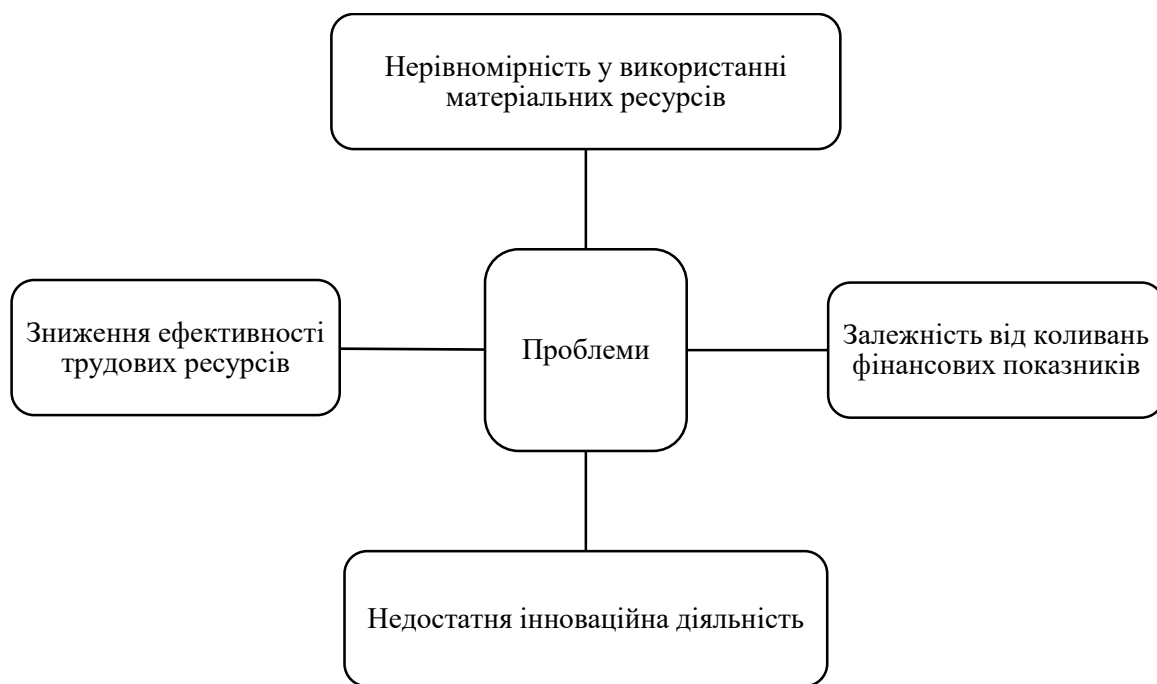 Нерівномірність у використанні
матеріальних ресурсів
Зниження ефективності
трудових ресурсів
Проблеми
Залежність від коливань
фінансових показників
Недостатня інноваційна діяльність